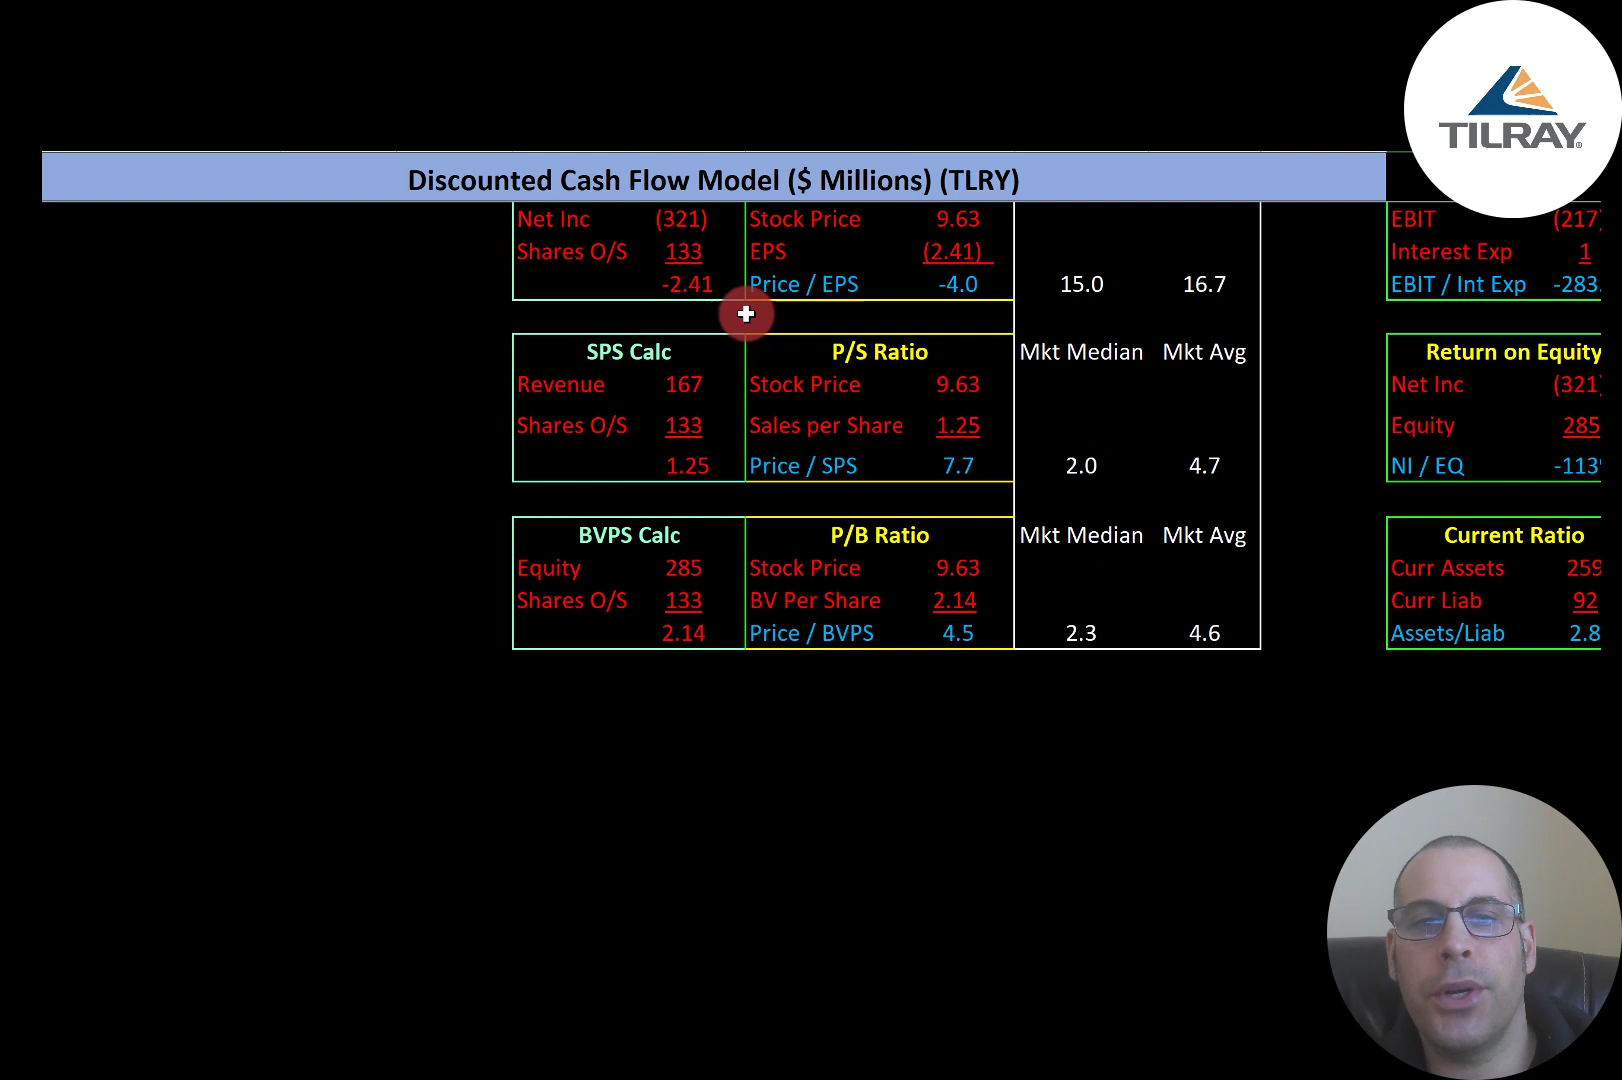 TILRAY
Discounted Cash Flow Model ($ Millions) (TLRY)
Net Inc (321) Stock Price 9.63 EBIT (217)
Shares O/S 133 EPS (2.41) Interest Exp 1
-2.41 Price / EPS -4.0 15.0 16.7 EBIT / Int Exp -283.
SPS Calc P/S Ratio Mkt Median Mkt Avg Return on Equity
Revenue 167 Stock Price 9.63 Net Inc (321)
Shares O/S 133 Sales per Share 1.25 Equity 285
1.25 Price / SPS 7.7 2.0 4.7 NI / EQ -113
BVPS Calc P/B Ratio Mkt Median Mkt Avg Current Ratio
Equity 285 Stock Price 9.63 Curr Assets 259
Shares O/S 133 BV Per Share 2.14 Curr Liab 92
2.14 Price / BVPS 4.5 2.3 4.6 Assets/Liab 2.8